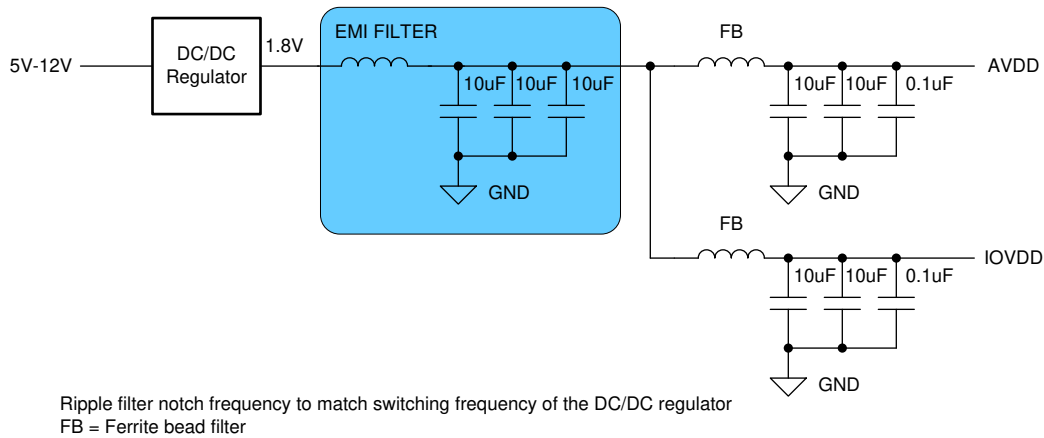 EMI FILTER
FB
5V-12V
DC/DC
Regulator
1.8V
10uF 10uF 10uF
GND
10uF 10uF 0.1uF
AVDD
GND
FB
10uF 10uF 0.1uF
IOVDD
GND
Ripple filter notch frequency to match switching frequency of the DC/DC regulator
FB = Ferrite bead filter